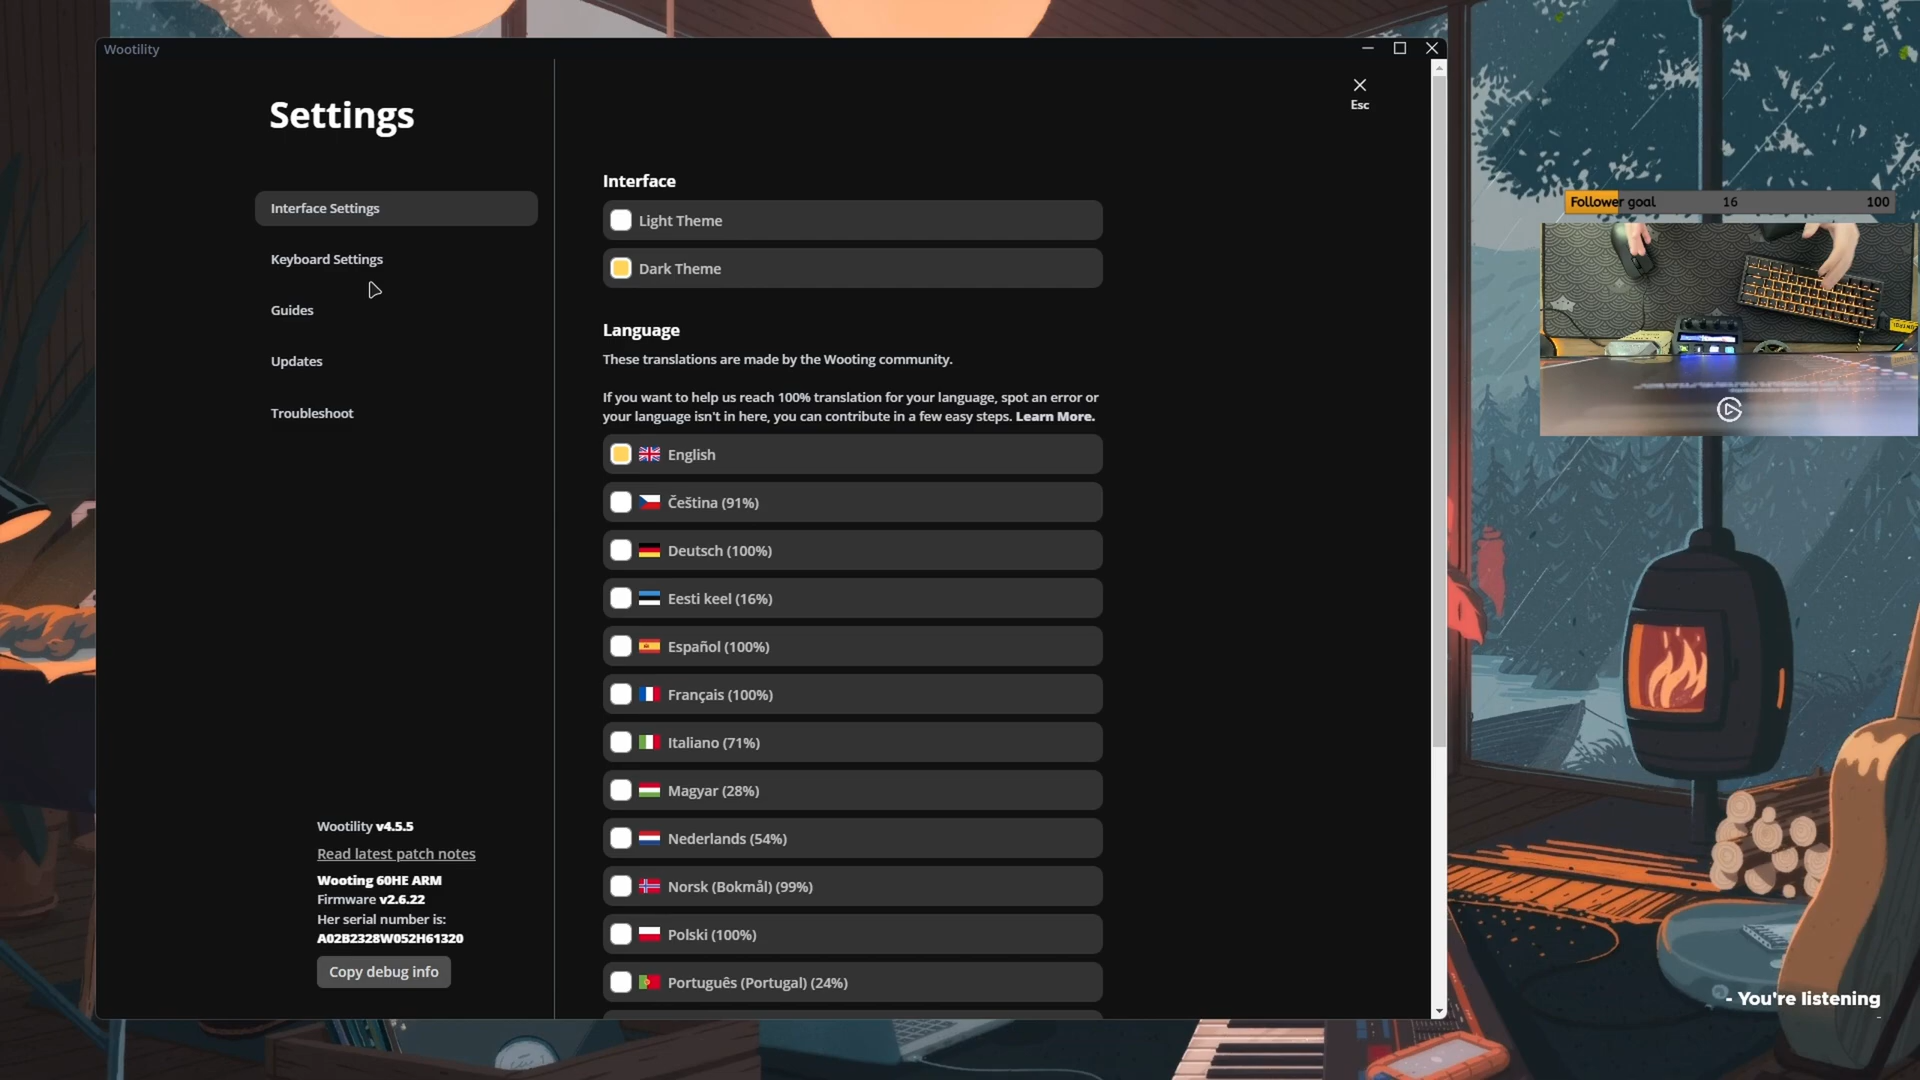 Wootility
Settings
Esc
Interface Settings
Keyboard Settings
Guides
Updates
Troubleshoot
Wootility v4.5.5
Read latest patch notes
Wooting 60HE ARM
Firmware v2.6.22
Her serial number is:
A02B2328W052H61320
Copy debug info
Interface
Light Theme
Dark Theme
Language
These translations are made by the Wooting community.
If you want to help us reach 100% translation for your language, spot an error or
your language isn't in here, you can contribute in a few easy steps. Learn More.
English
Čeština (91%)
Deutsch (100%)
Eesti keel (16%)
Español (100%)
Français (100%)
Italiano (71%)
Magyar (28%)
Nederlands (54%)
Norsk (Bokmål) (99%)
Polski (100%)
Português (Portugal) (24%)
Follower goal 16 100
- You're listening
-